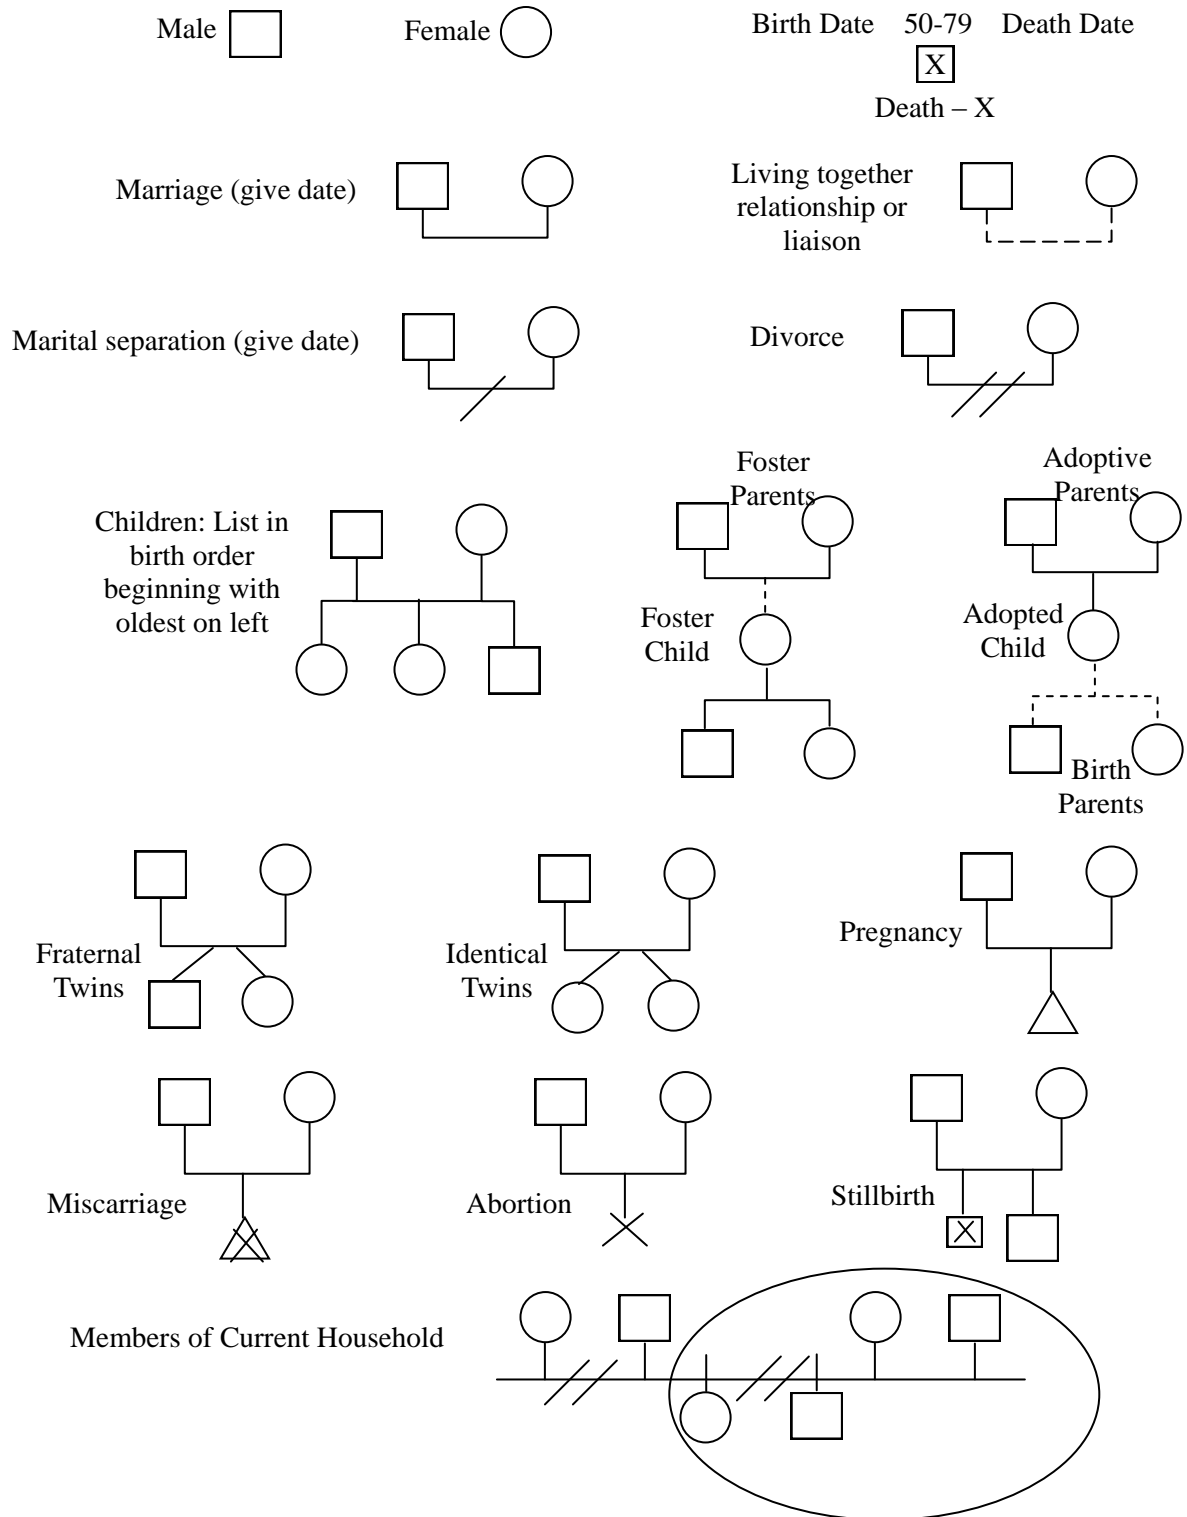 Male
Female
Birth Date 50-79 Death Date
X
Death – X
Marriage (give date)
Living together
relationship or
liaison
Marital separation (give date)
Divorce
Children: List in
birth order
beginning with
oldest on left
Foster
Parents
Adoptive
Parents
Foster
Child
Adopted
Child
Birth
Parents
Fraternal
Twins
Identical
Twins
Pregnancy
Miscarriage
Abortion
Stillbirth
Members of Current Household